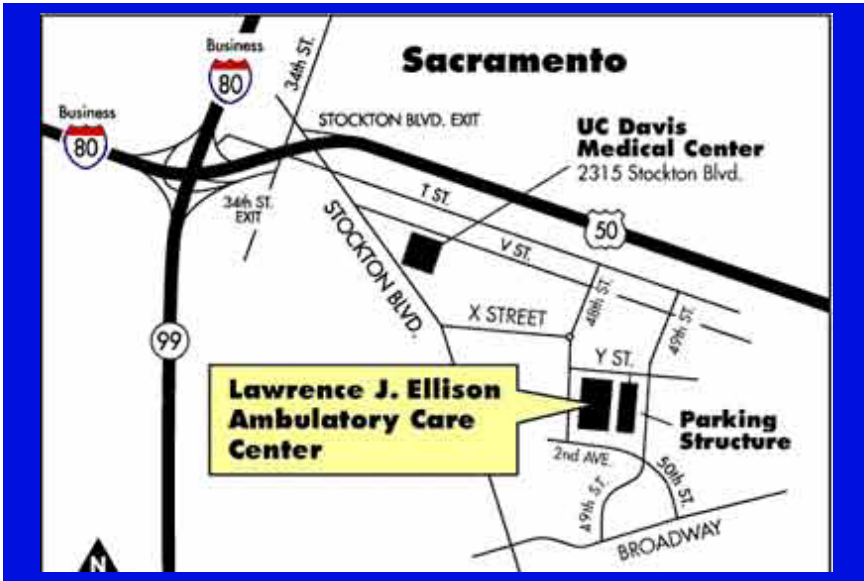 Sacramento
Business
80
34th ST.
Business
80
STOCKTON BLVD. EXIT
UC Davis
Medical Center
2315 Stockton Blvd.
34th ST.
EXIT
T ST.
STOCKTON BLVD.
V ST.
50
X STREET
48th ST.
49th ST.
99
Y ST.
Lawrence J. Ellison
Ambulatory Care
Center
Parking
Structure
2nd AVE.
49th ST.
50th ST.
BROADWAY
N